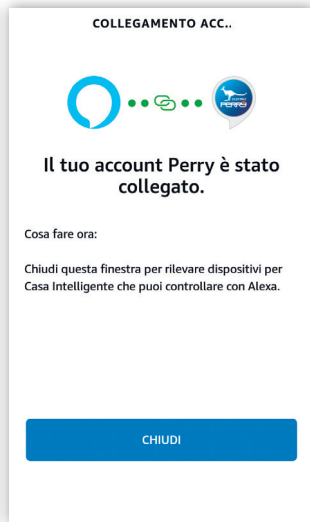 COLLEGAMENTO ACC..
PERRY
Il tuo account Perry è stato
collegato.
Cosa fare ora:
Chiudi questa finestra per rilevare dispositivi per
Casa Intelligente che puoi controllare con Alexa.
CHIUDI